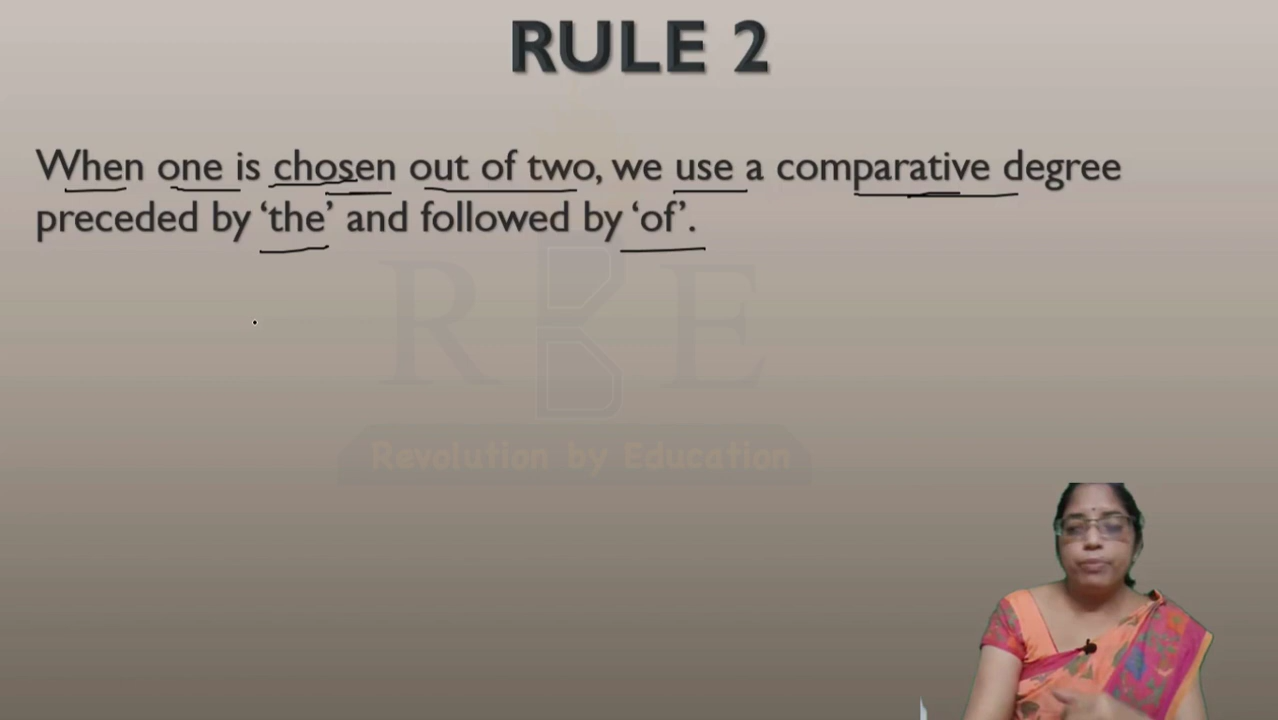 RULE 2
When one is chosen out of two, we use a comparative degree
preceded by ‘the’ and followed by ‘of’.
RBE
Revolution by Education